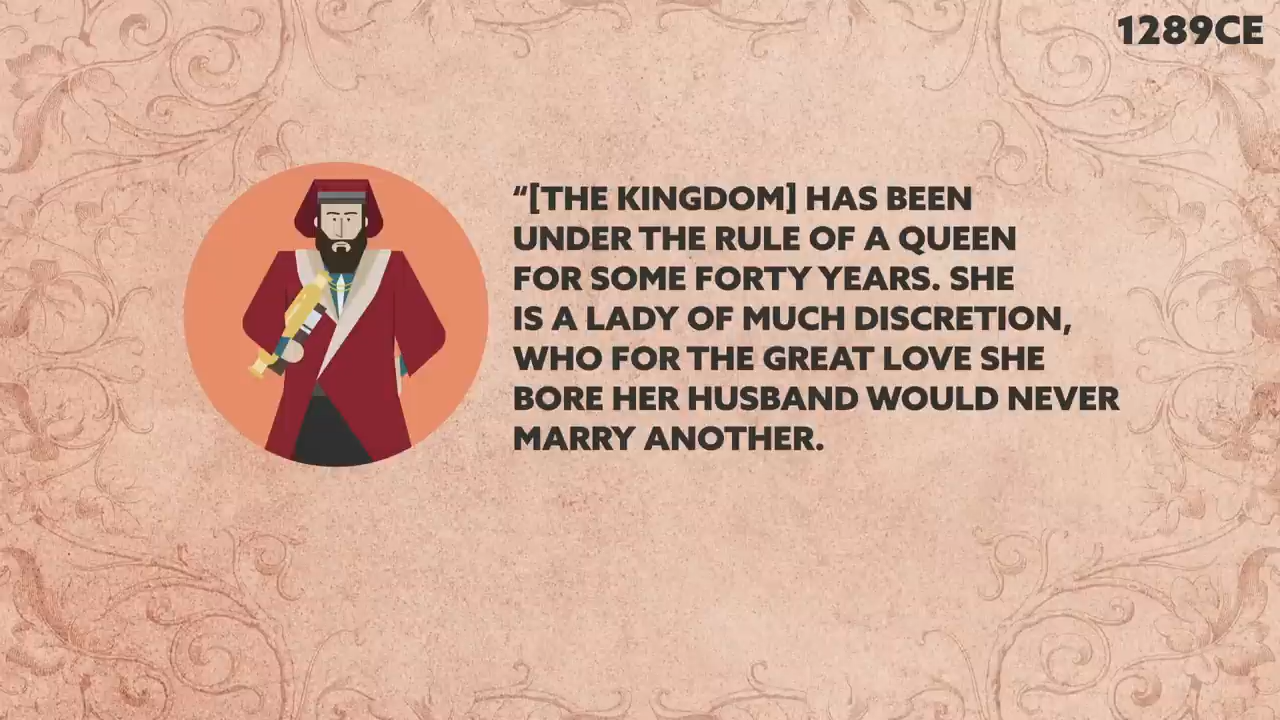 1289CE
“[THE KINGDOM] HAS BEEN
UNDER THE RULE OF A QUEEN
FOR SOME FORTY YEARS. SHE
IS A LADY OF MUCH DISCRETION,
WHO FOR THE GREAT LOVE SHE
BORE HER HUSBAND WOULD NEVER
MARRY ANOTHER.